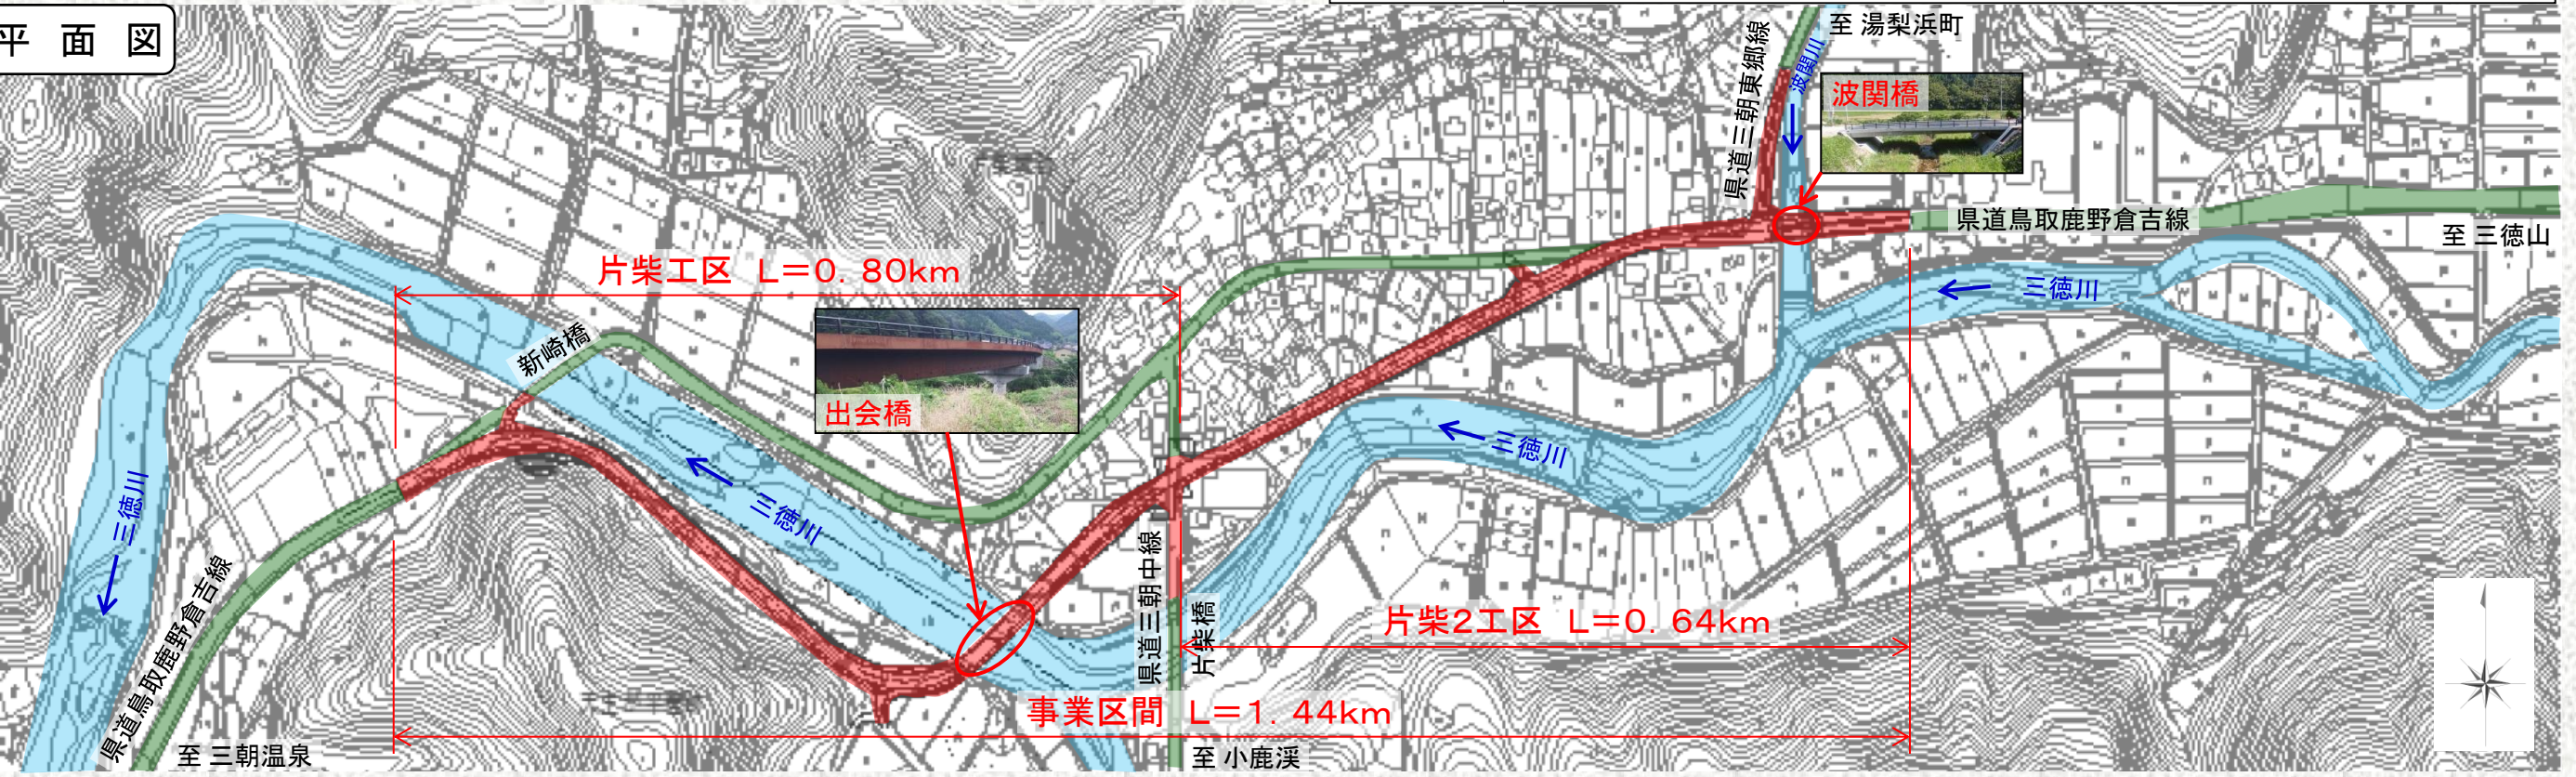 平 面 図
至 湯梨浜町
県道三朝東郷線
波関川
波関橋
県道鳥取鹿野倉吉線
至 三徳山
片柴工区 L＝0．80km
新崎橋
出会橋
三徳川
三徳川
三徳川
三徳川
県道鳥取鹿野倉吉線
県道三朝中線
片柴橋
片柴2工区 L＝0．64km
事業区間 L＝1．44km
至 三朝温泉
至 小鹿渓